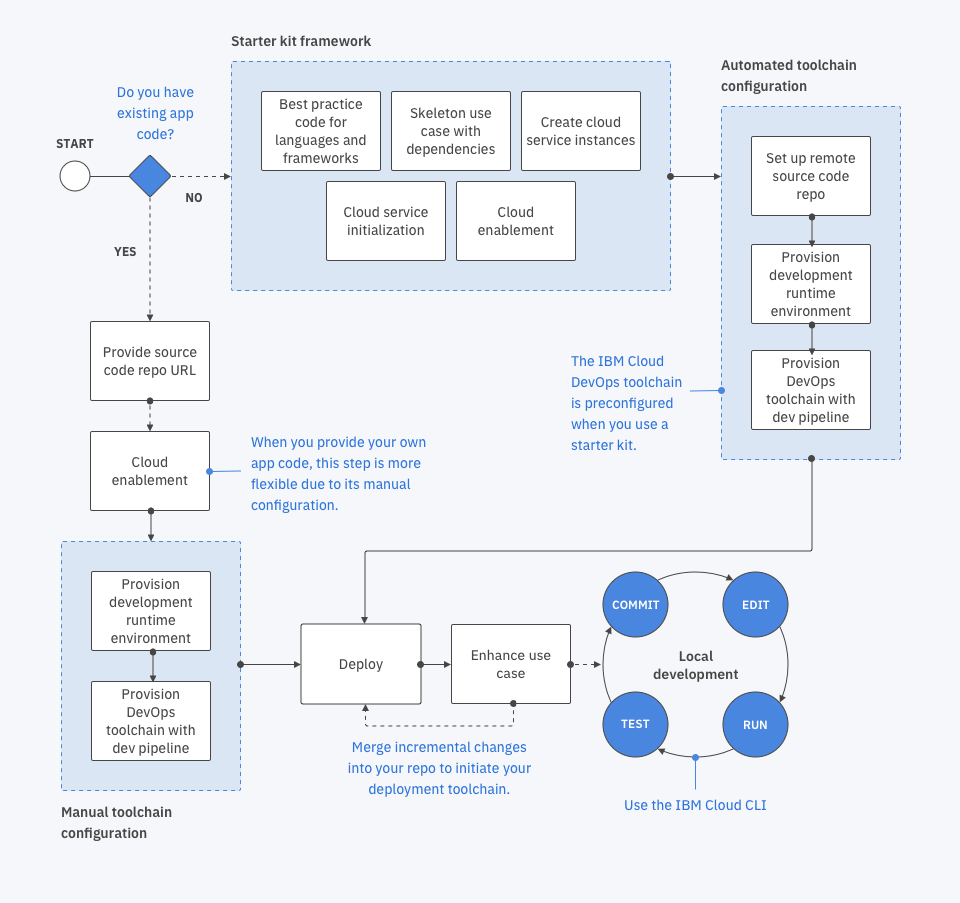 Starter kit framework
Automated toolchain
configuration
Do you have
existing app
code?
START
NO
YES
Best practice
code for
languages and
frameworks
Skeleton use
case with
dependencies
Create cloud
service instances
Cloud service
initialization
Cloud
enablement
Set up remote
source code
repo
Provision
development
runtime
environment
Provision
DevOps
toolchain with
dev pipeline
The IBM Cloud
DevOps toolchain
is preconfigured
when you use a
starter kit.
Provide source
code repo URL
Cloud
enablement
When you provide your own
app code, this step is more
flexible due to its manual
configuration.
Provision
development
runtime
environment
Provision
DevOps
toolchain with
dev pipeline
Manual toolchain
configuration
Deploy
Enhance use
case
Merge incremental changes
into your repo to initiate your
deployment toolchain.
COMMIT
EDIT
Local
development
TEST
RUN
Use the IBM Cloud CLI